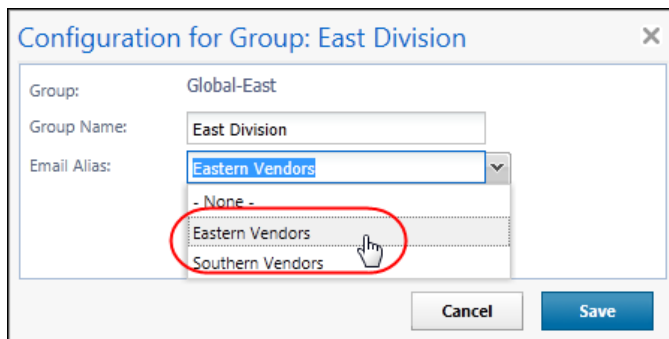 Configuration for Group: East Division
Group: Global-East
Group Name: East Division
Email Alias: Eastern Vendors
- None -
Eastern Vendors
Southern Vendors
Cancel Save